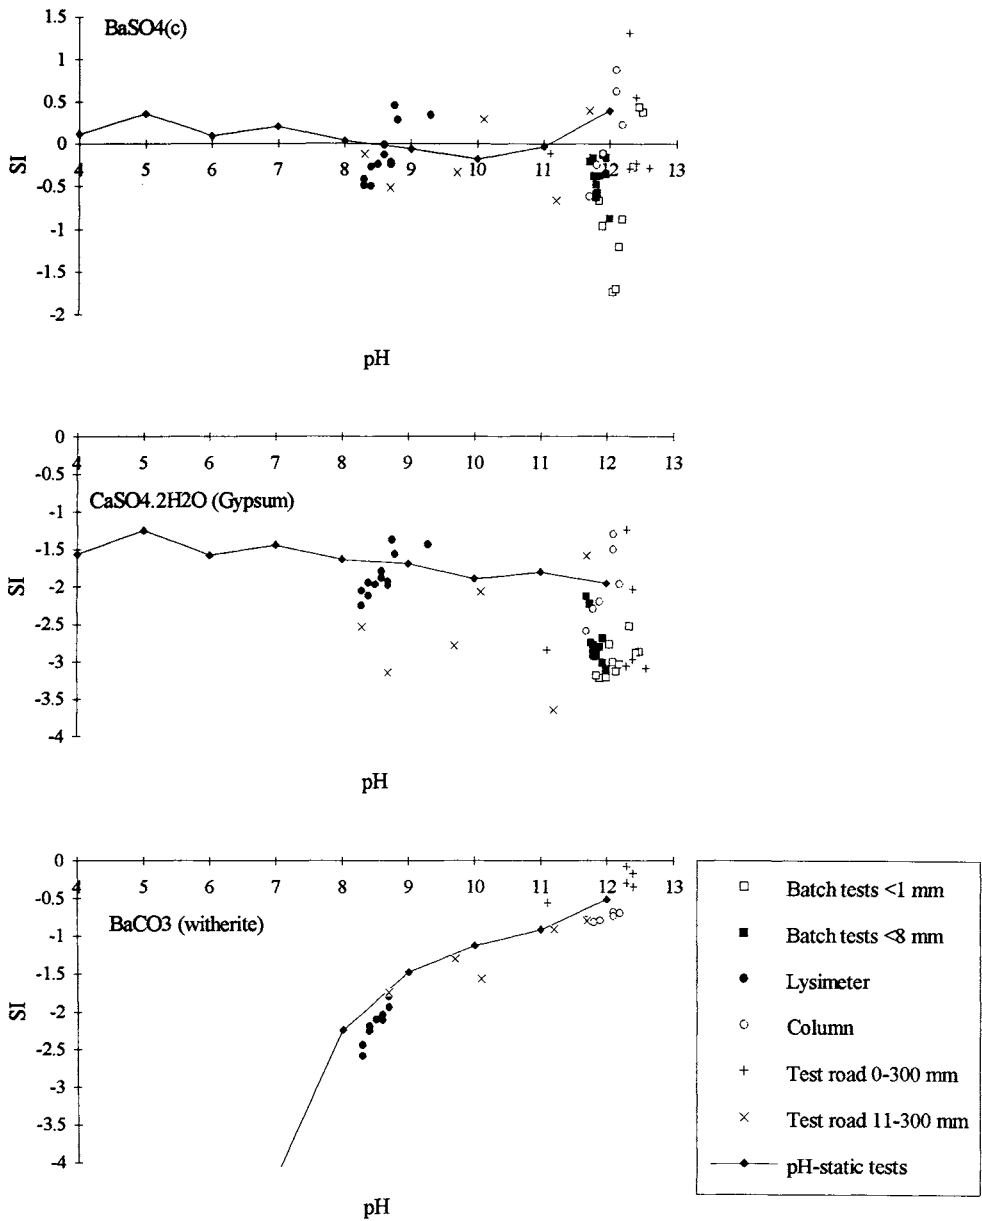 BaSO4(c)
1.5
1
0.5
0
-0.5
-1
-1.5
-2
SI
4 5 6 7 8 9 10 11 12 13
pH
0
-0.5
-1
-1.5
-2
-2.5
-3
-3.5
-4
SI
4 5 6 7 8 9 10 11 12 13
CaSO4.2H2O (Gypsum)
pH
0
-0.5
-1
-1.5
-2
-2.5
-3
-3.5
-4
SI
4 5 6 7 8 9 10 11 12 13
BaCO3 (witherite)
pH
Batch tests <1 mm
Batch tests <8 mm
Lysimeter
Column
Test road 0-300 mm
Test road 11-300 mm
pH-static tests